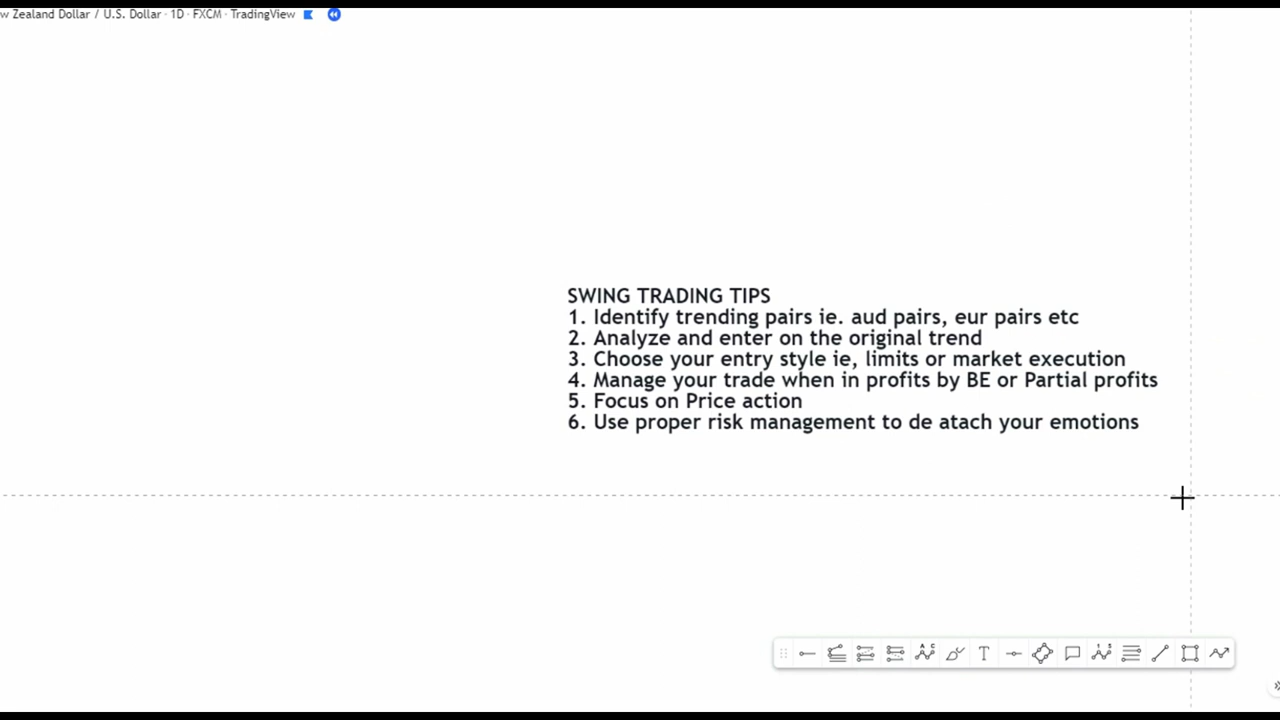 w Zealand Dollar / U.S. Dollar · 1D · FXCM · TradingView
SWING TRADING TIPS
1. Identify trending pairs ie. aud pairs, eur pairs etc
2. Analyze and enter on the original trend
3. Choose your entry style ie, limits or market execution
4. Manage your trade when in profits by BE or Partial profits
5. Focus on Price action
6. Use proper risk management to de atach your emotions